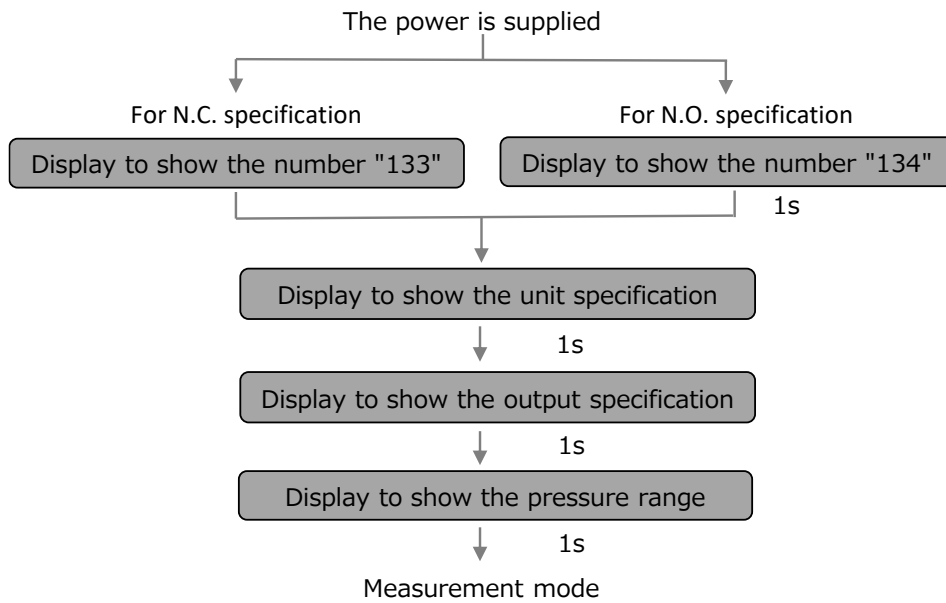 The power is supplied
For N.C. specification
For N.O. specification
Display to show the number "133"
Display to show the number "134"
1s
Display to show the unit specification
1s
Display to show the output specification
1s
Display to show the pressure range
1s
Measurement mode